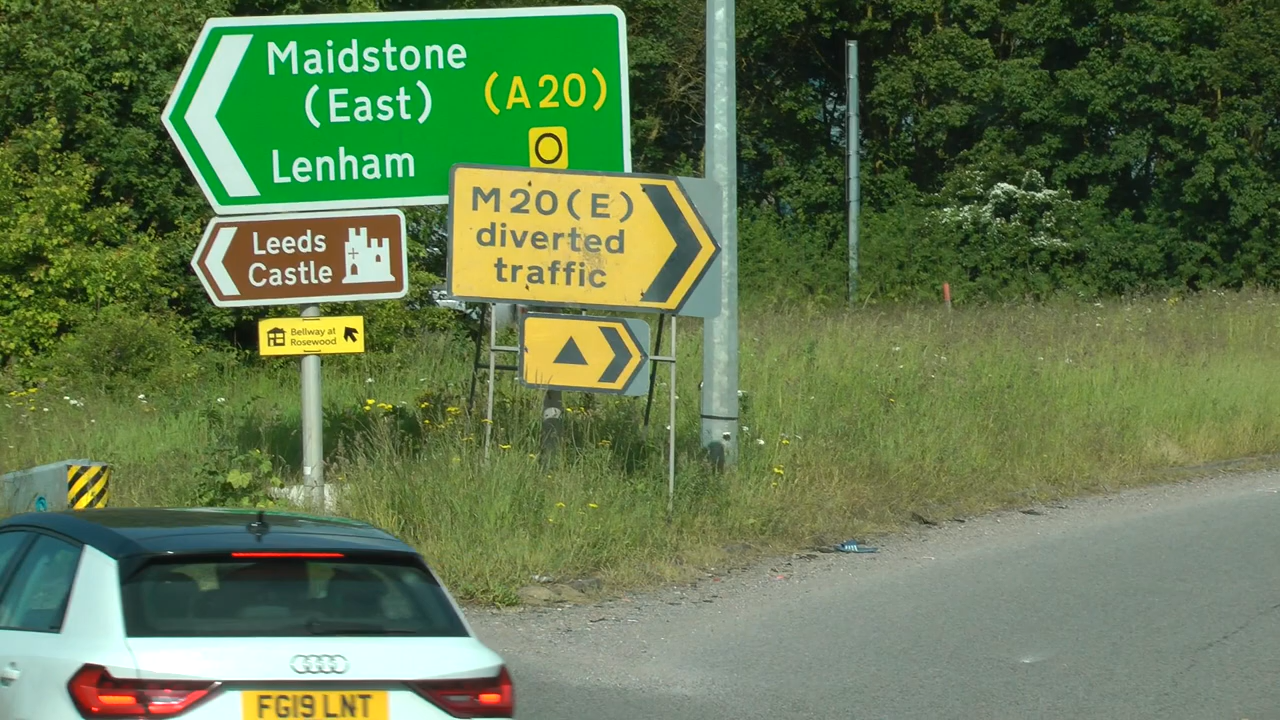 Maidstone
(East)
(A20)
Lenham
M20(E)
diverted
traffic
Leeds
Castle
Bellway at
Rosewood
FG19 LNT